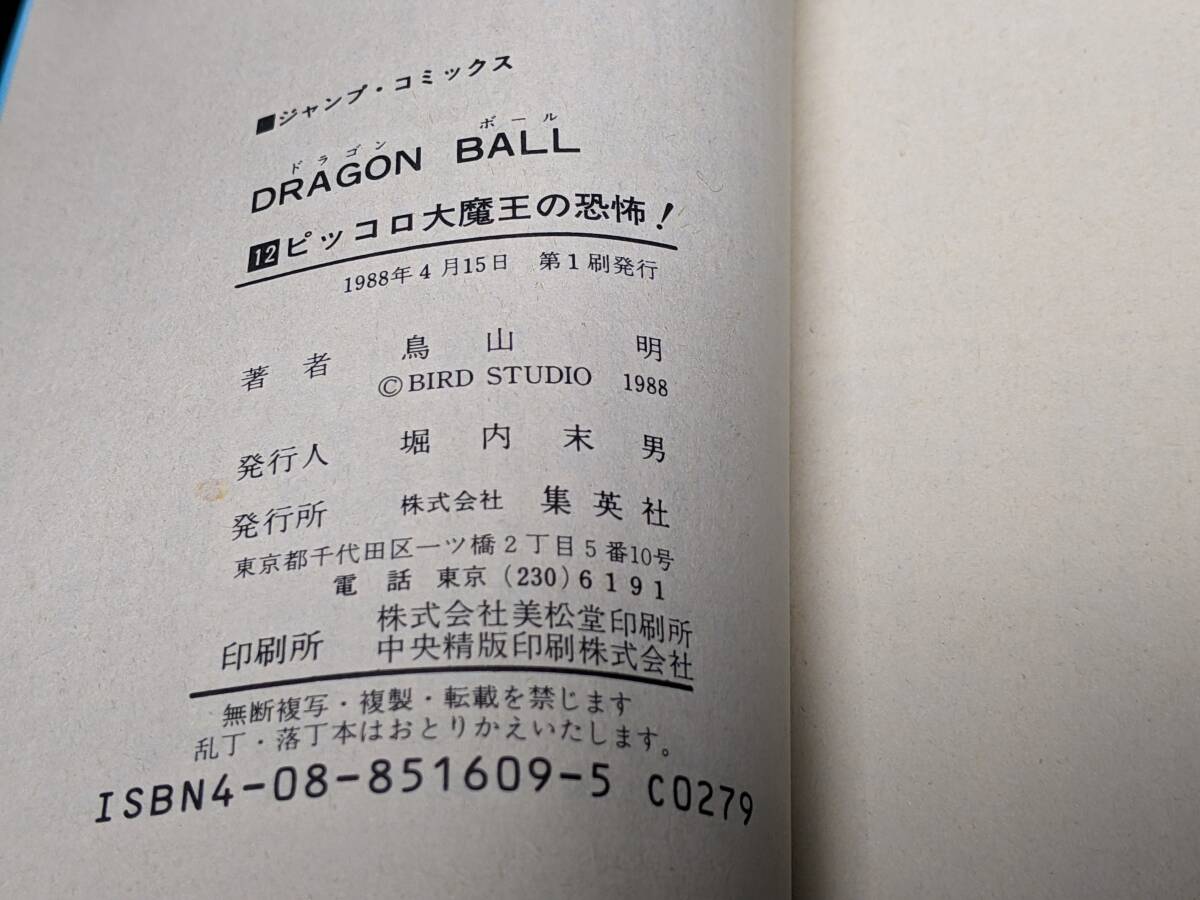 ■ジャンプ・コミックス
ドラゴン ボール
DRAGON BALL
12 ピッコロ大魔王の恐怖!
1988年4月15日 第1刷発行
著者 鳥山 明
©BIRD STUDIO 1988
発行人 堀内末男
発行所 株式会社 集英社
東京都千代田区一ツ橋2丁目5番10号
電話 東京 (230) 6191
株式会社美松堂印刷所
印刷所 中央精版印刷株式会社
無断複写・複製・転載を禁じます
乱丁・落丁本はおとりかえいたします。
ISBN4-08-851609-5 C0279